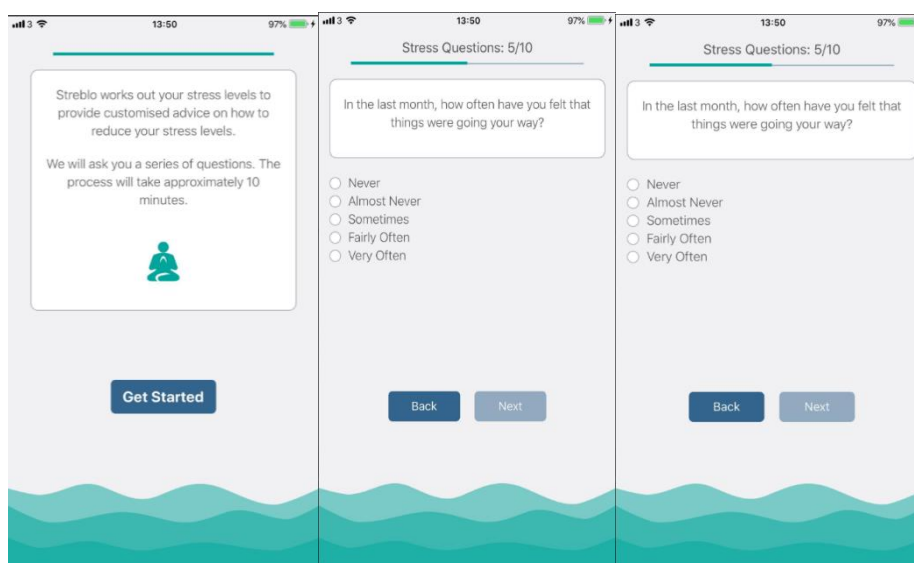 3 13:50 97%
Streblo works out your stress levels to
provide customised advice on how to
reduce your stress levels.
We will ask you a series of questions. The
process will take approximately 10
minutes.
Get Started
3 13:50 97%
Stress Questions: 5/10
In the last month, how often have you felt that
things were going your way?
Never
Almost Never
Sometimes
Fairly Often
Very Often
Back Next
3 13:50 97%
Stress Questions: 5/10
In the last month, how often have you felt that
things were going your way?
Never
Almost Never
Sometimes
Fairly Often
Very Often
Back Next